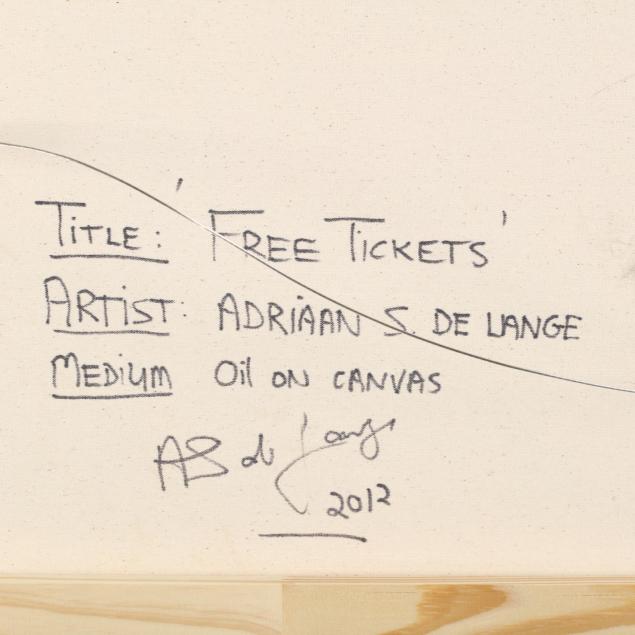 Title: 'Free Tickets'
Artist: ADRIAAN S. DE LANGE
Medium Oil on canvas
AS de Lange
2012